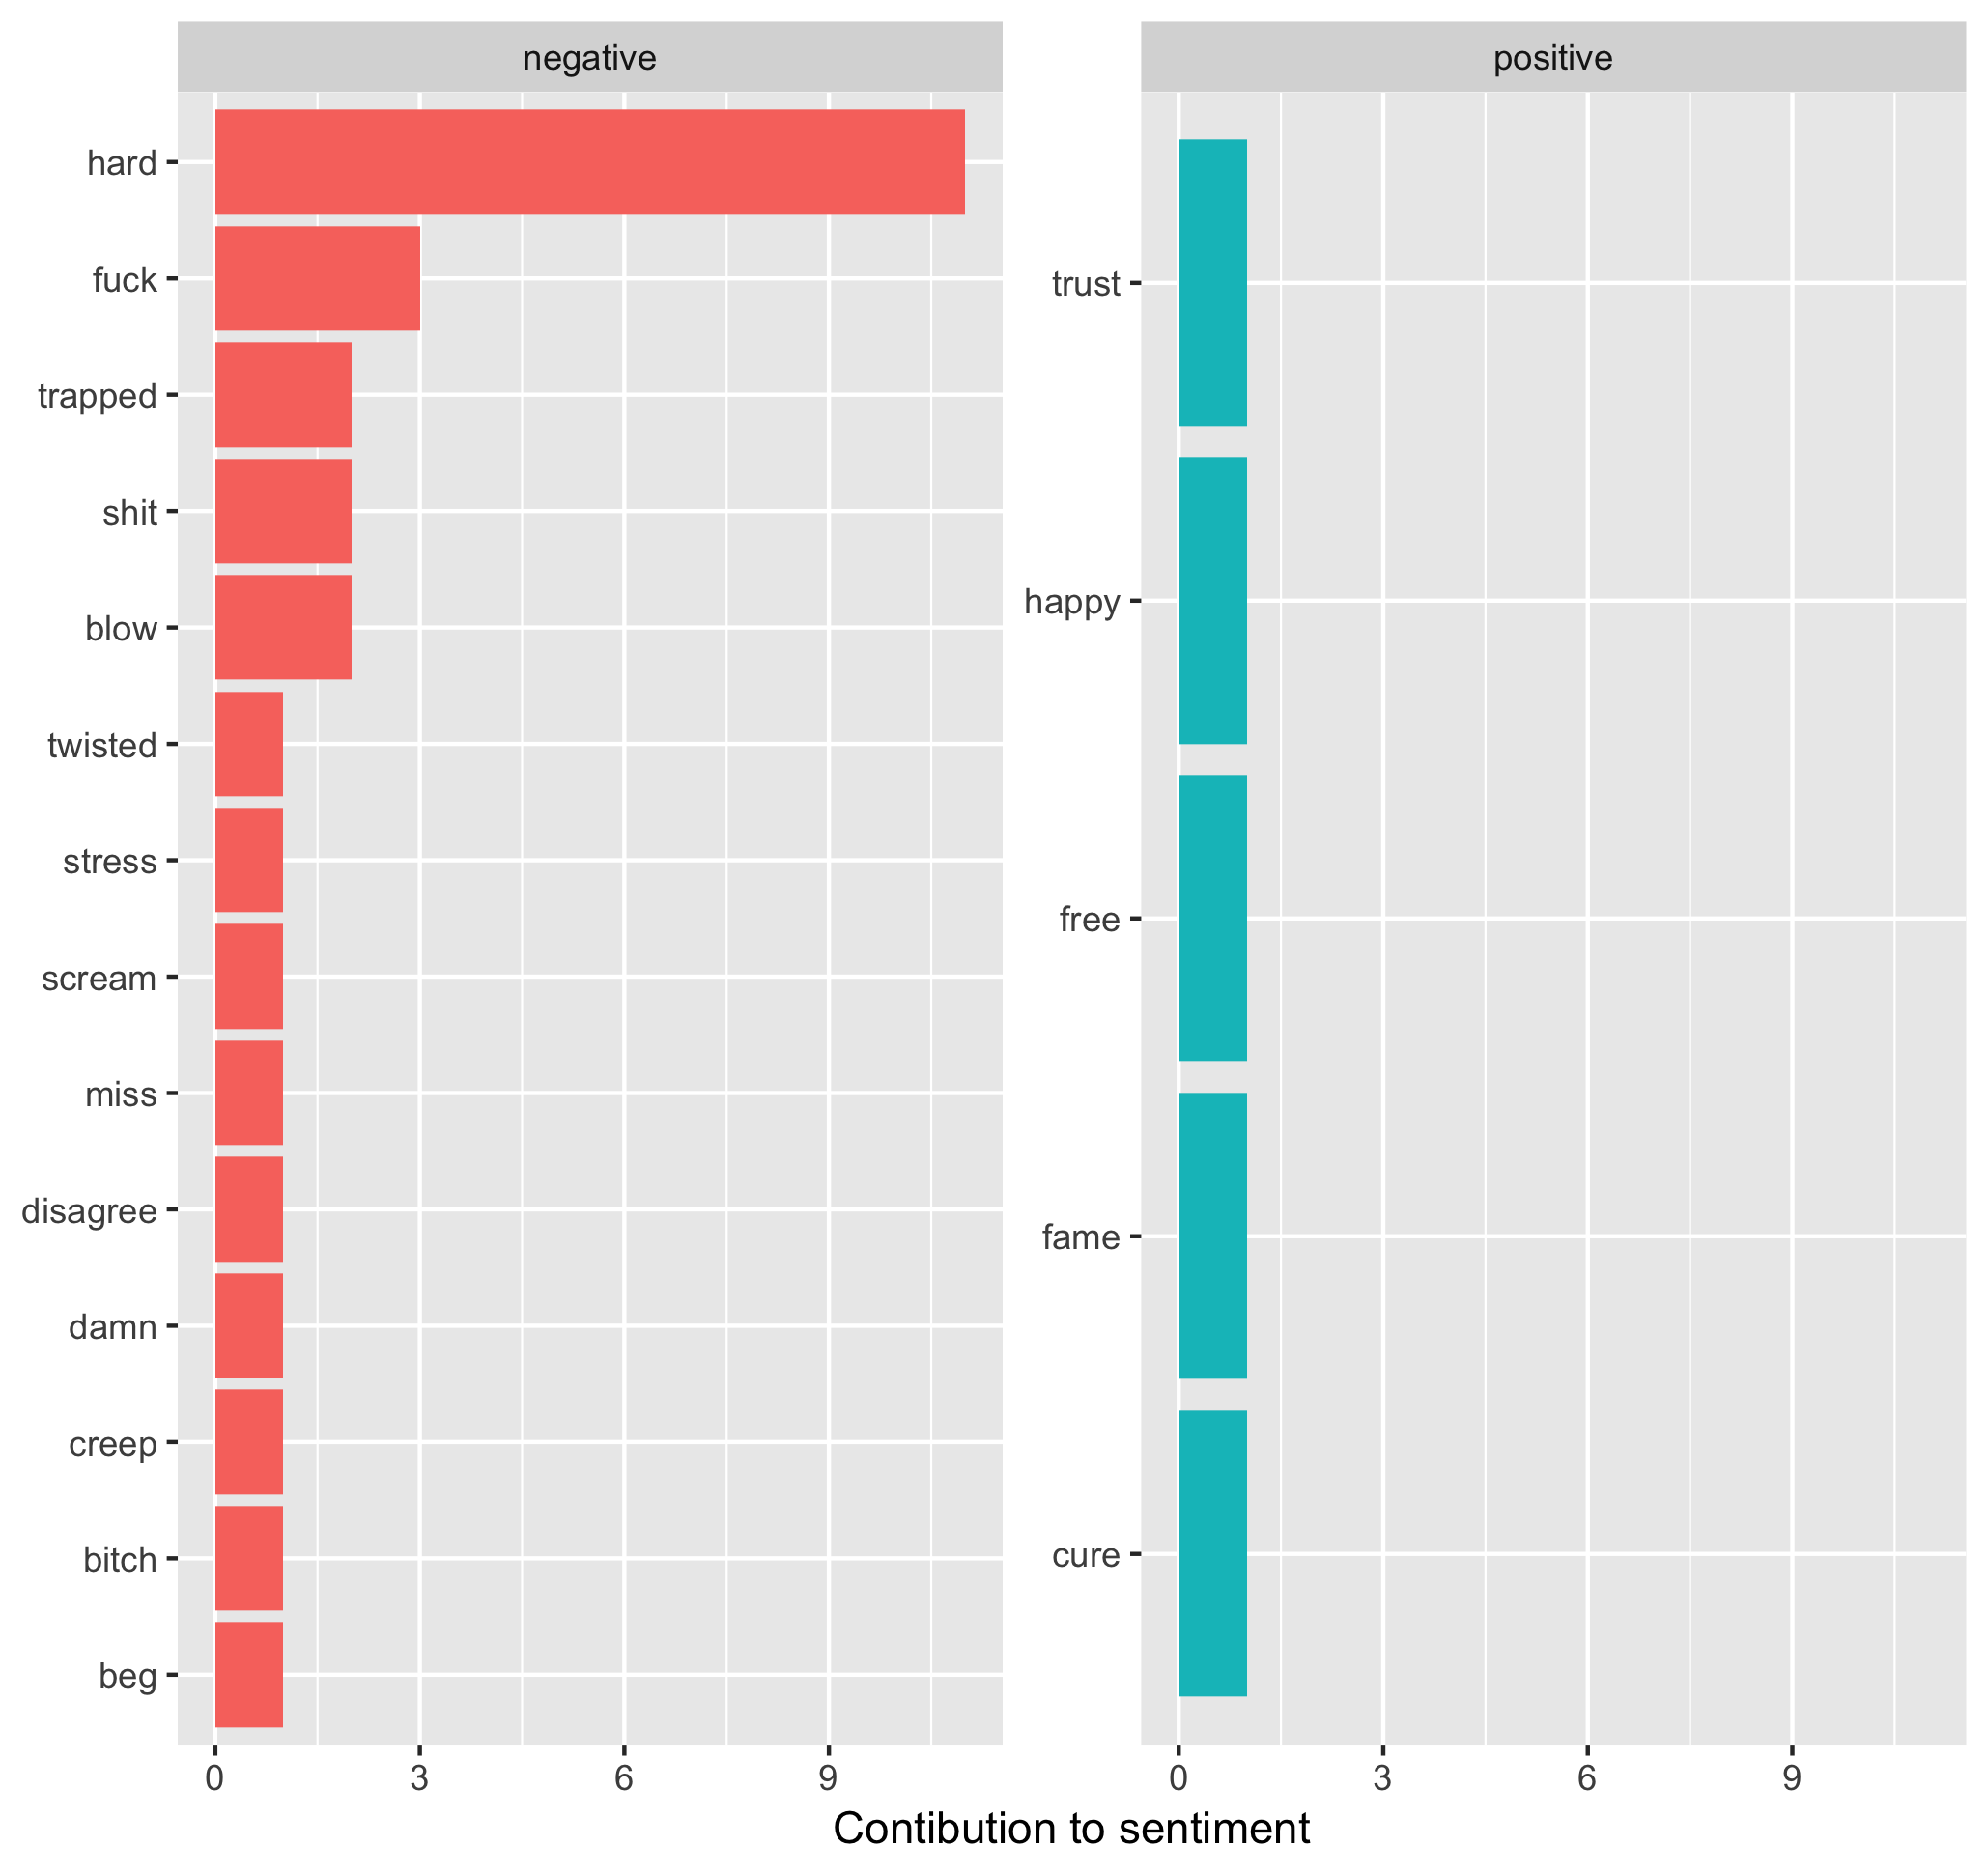 negative
hard
fuck
trapped
shit
blow
twisted
stress
scream
miss
disagree
damn
creep
bitch
beg
0 3 6 9
positive
trust
happy
free
fame
cure
0 3 6 9
Contibution to sentiment